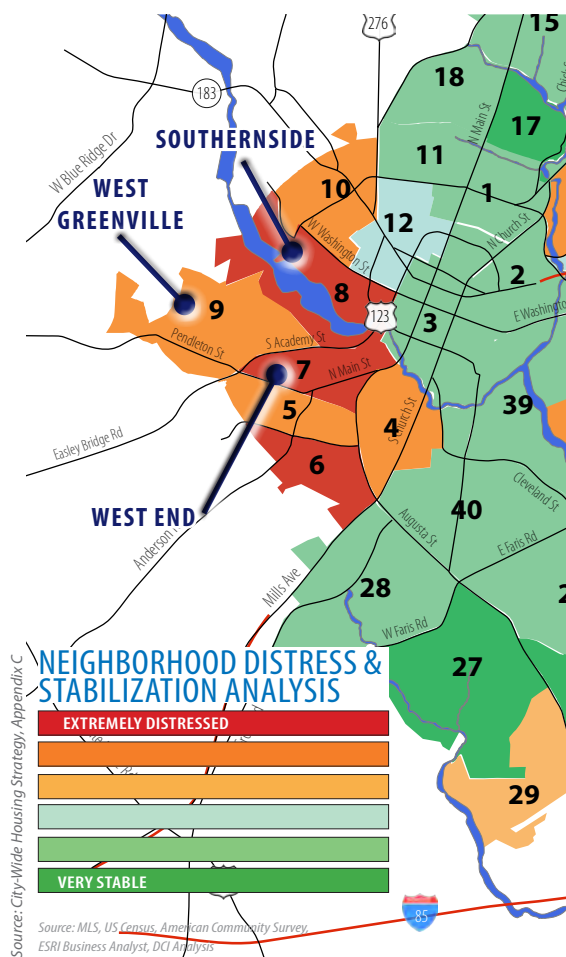 276
15
18
183
N Main St
17
W Blue Ridge Dr
SOUTHERNSIDE
11
WEST
GREENVILLE
10
1
12
W Washington St
N Church St
2
8
9
123
3
E Washington
Pendleton St
S Academy St
7
N Main St
5
4
S Church St
39
Easley Bridge Rd
6
Cleveland St
WEST END
40
Augusta St
Anderson
E Faris Rd
Mills Ave
28
2
W Faris Rd
NEIGHBORHOOD DISTRESS &
STABILIZATION ANALYSIS
27
EXTREMELY DISTRESSED
29
VERY STABLE
85
Source: MLS, US Census, American Community Survey,
ESRI Business Analyst, DCI Analysis
Source: City-Wide Housing Strategy, Appendix C